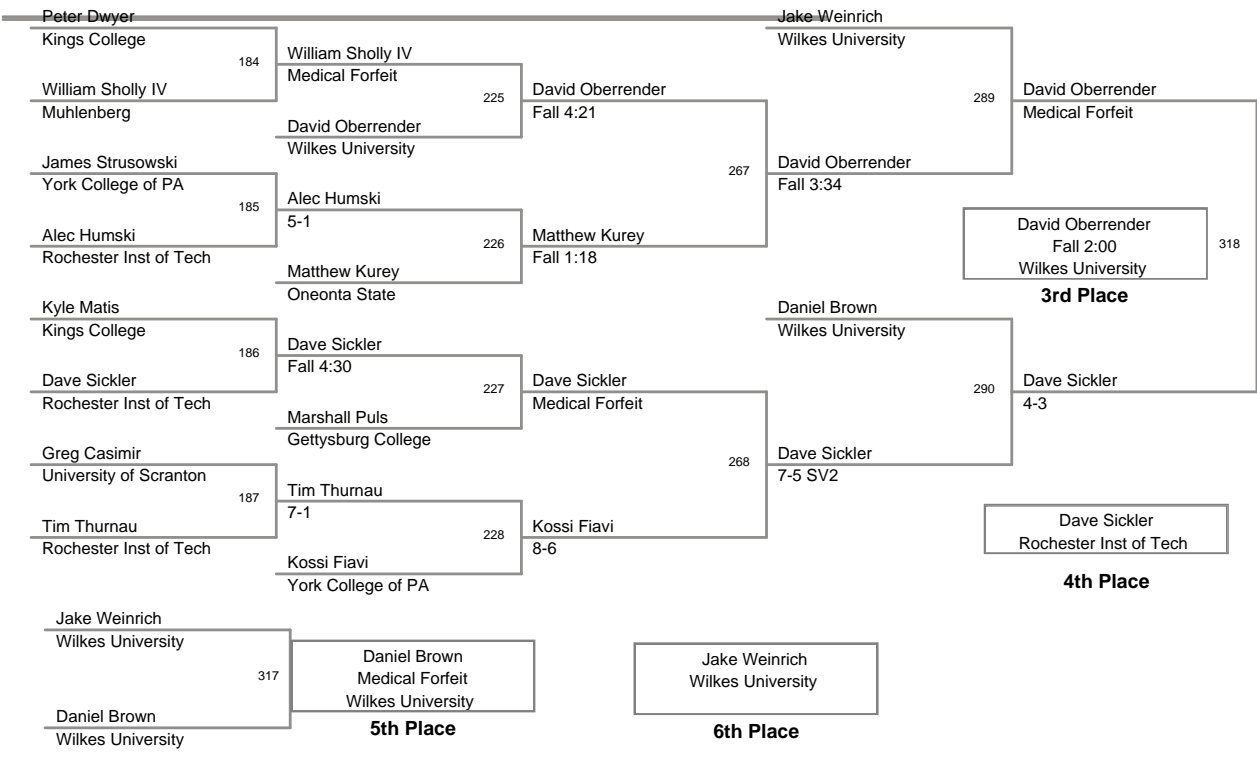 Peter Dwyer
Kings College
184
William Sholly IV
Muhlenberg
James Strusowski
York College of PA
185
Alec Humski
Rochester Inst of Tech
Kyle Matis
Kings College
186
Dave Sickler
Rochester Inst of Tech
Greg Casimir
University of Scranton
187
Tim Thurnau
Rochester Inst of Tech
William Sholly IV
Medical Forfeit
225
David Oberrender
Wilkes University
Alec Humski
5-1
226
Matthew Kurey
Oneonta State
Dave Sickler
Fall 4:30
227
Marshall Puls
Gettysburg College
Tim Thurnau
7-1
228
Kossi Fiavi
York College of PA
David Oberrender
Fall 4:21
267
Matthew Kurey
Fall 1:18
Dave Sickler
Medical Forfeit
268
Kossi Fiavi
8-6
Jake Weinrich
Wilkes University
289
David Oberrender
Fall 3:34
Daniel Brown
Wilkes University
290
Dave Sickler
7-5 SV2
David Oberrender
Medical Forfeit
318
Dave Sickler
4-3
David Oberrender
Fall 2:00
Wilkes University
3rd Place
Dave Sickler
Rochester Inst of Tech
4th Place
Jake Weinrich
Wilkes University
317
Daniel Brown
Wilkes University
Daniel Brown
Medical Forfeit
Wilkes University
5th Place
Jake Weinrich
Wilkes University
6th Place